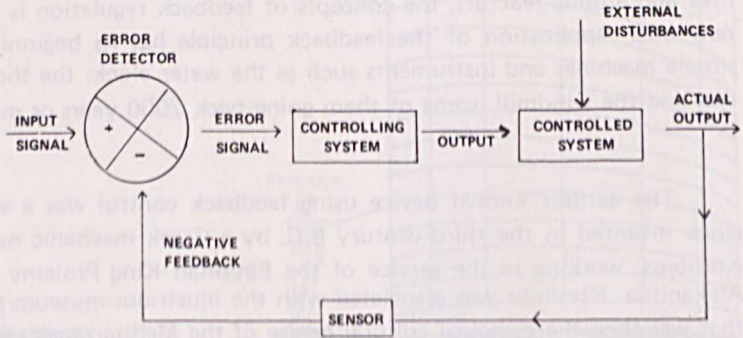 EXTERNAL
DISTURBANCES
ERROR
DETECTOR
INPUT
SIGNAL
+
-
ERROR
SIGNAL
CONTROLLING
SYSTEM
OUTPUT
CONTROLLED
SYSTEM
ACTUAL
OUTPUT
NEGATIVE
FEEDBACK
SENSOR